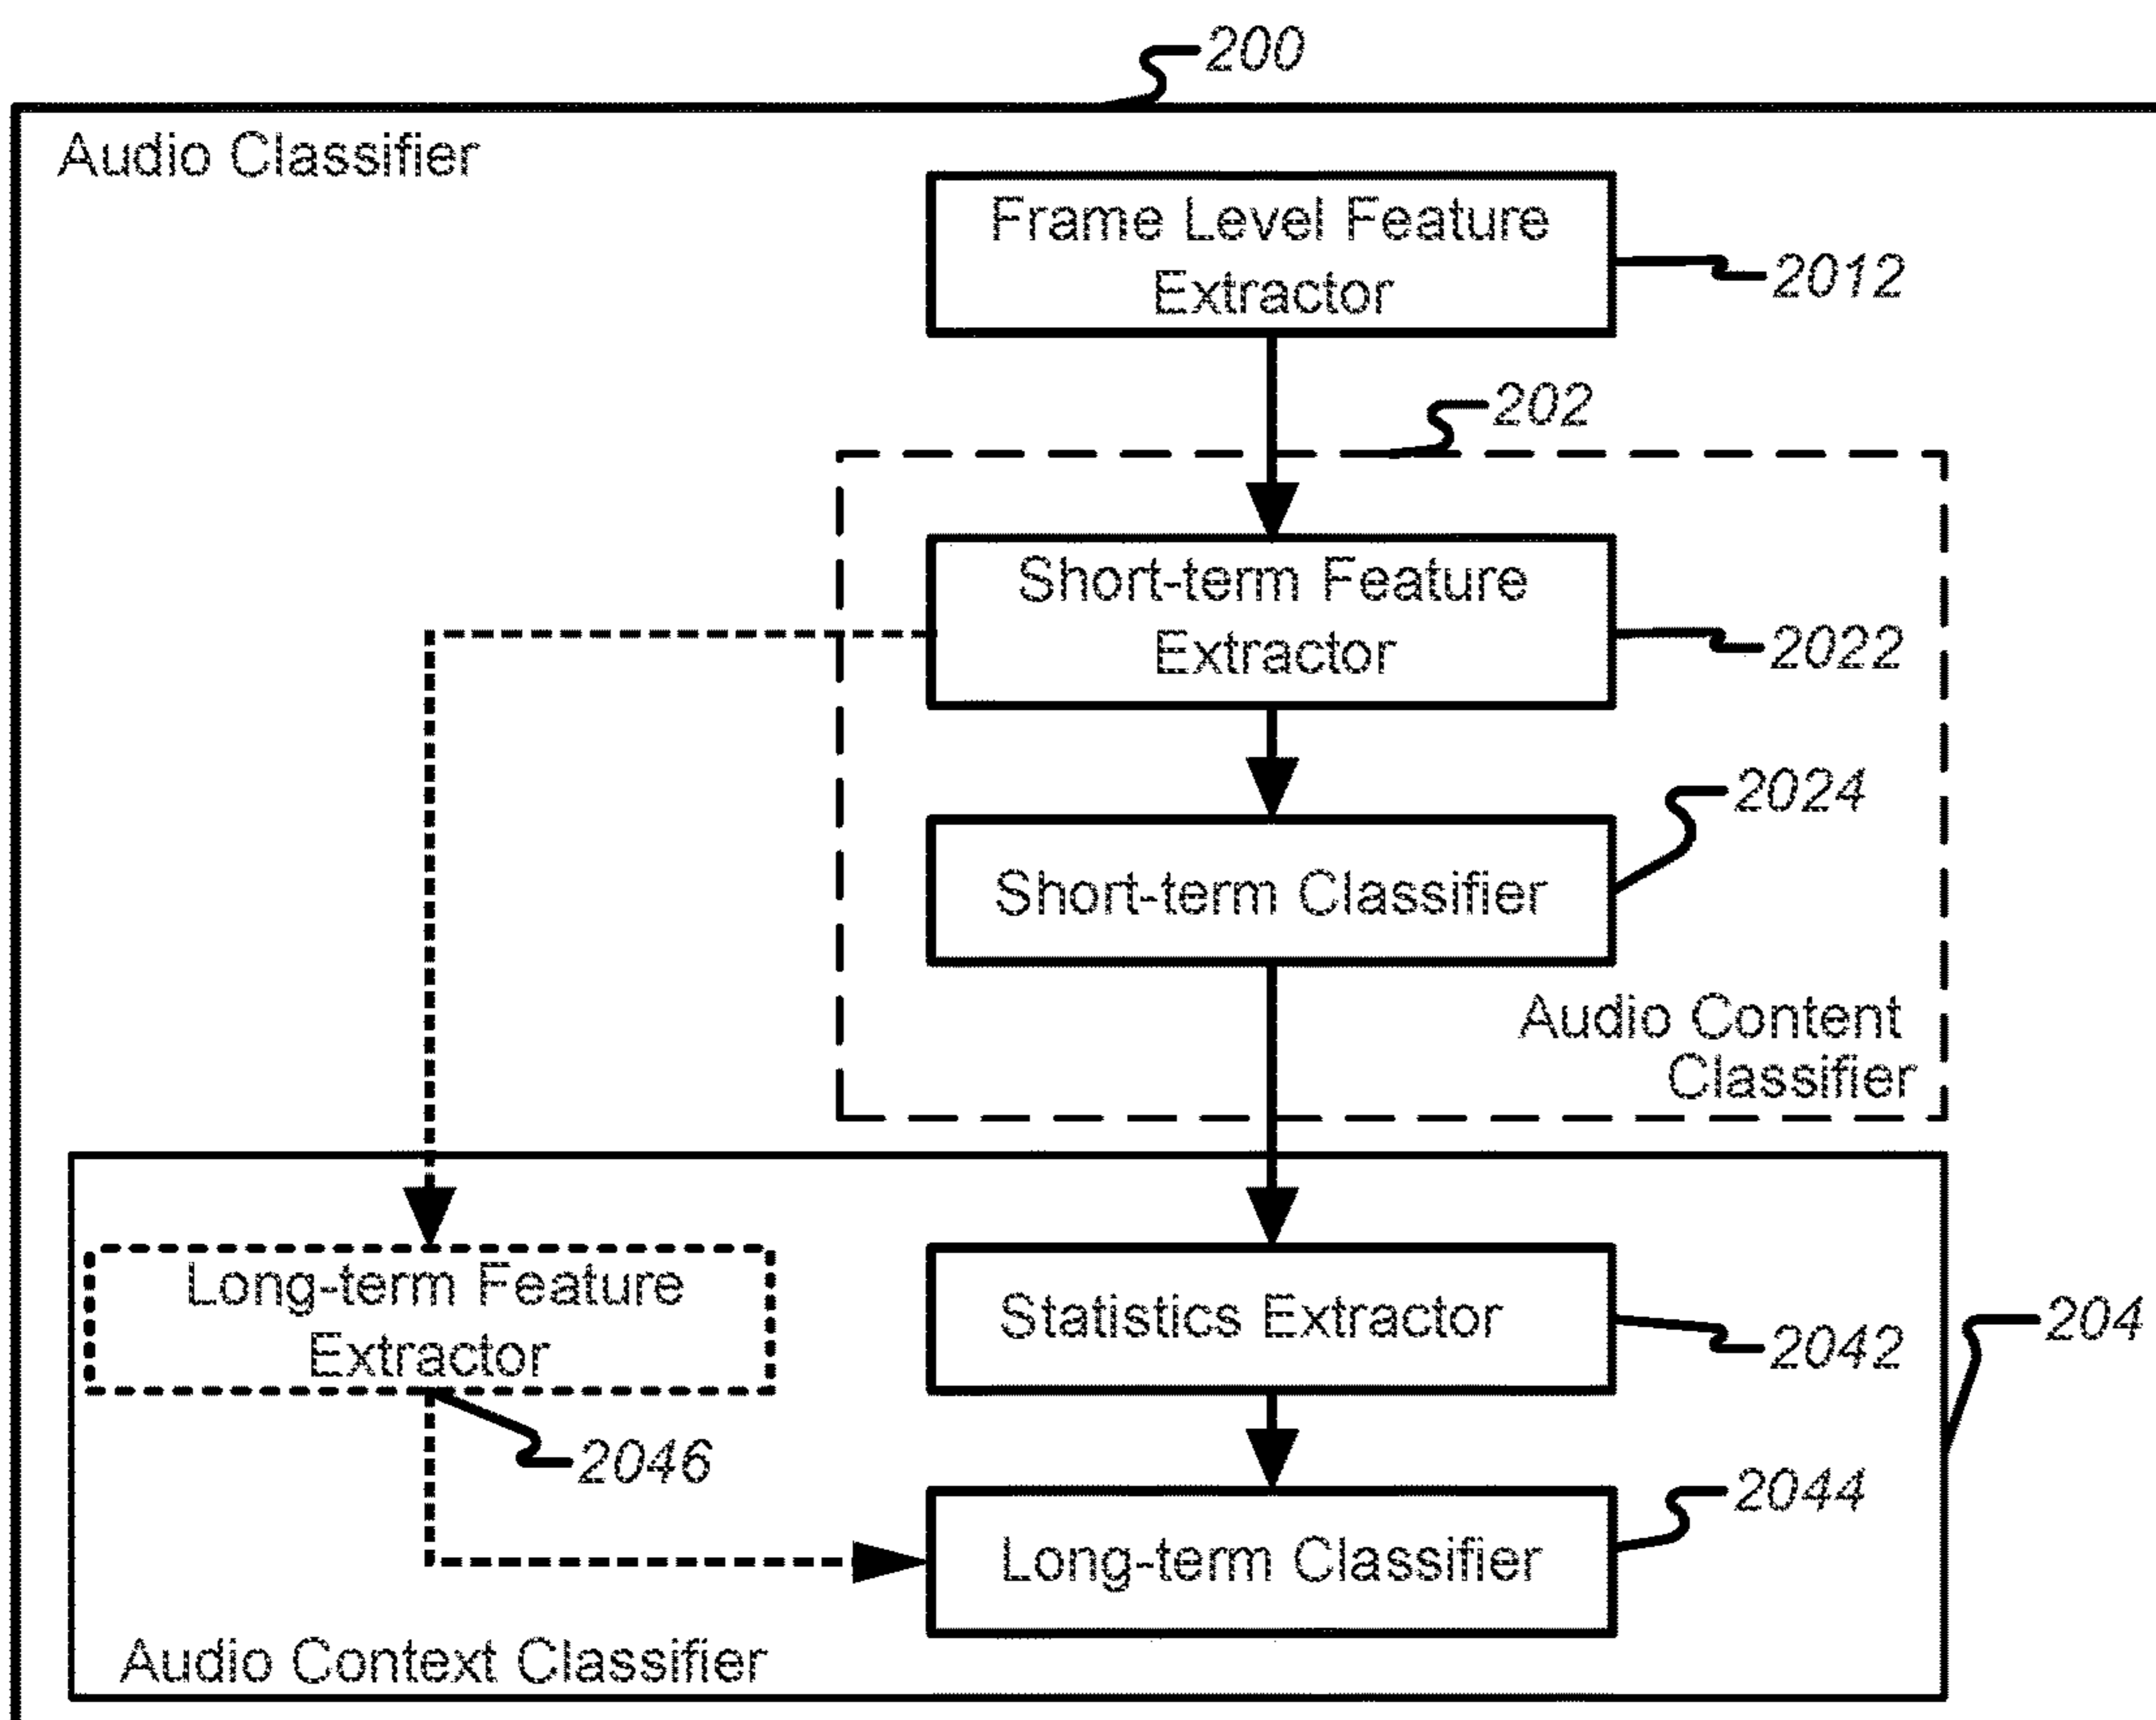 200
Audio Classifier
Frame Level Feature
Extractor
2012
202
Short-term Feature
Extractor
2022
2024
Short-term Classifier
Audio Content
Classifier
Long-term Feature
Extractor
2046
Statistics Extractor
2042
204
2044
Long-term Classifier
Audio Context Classifier